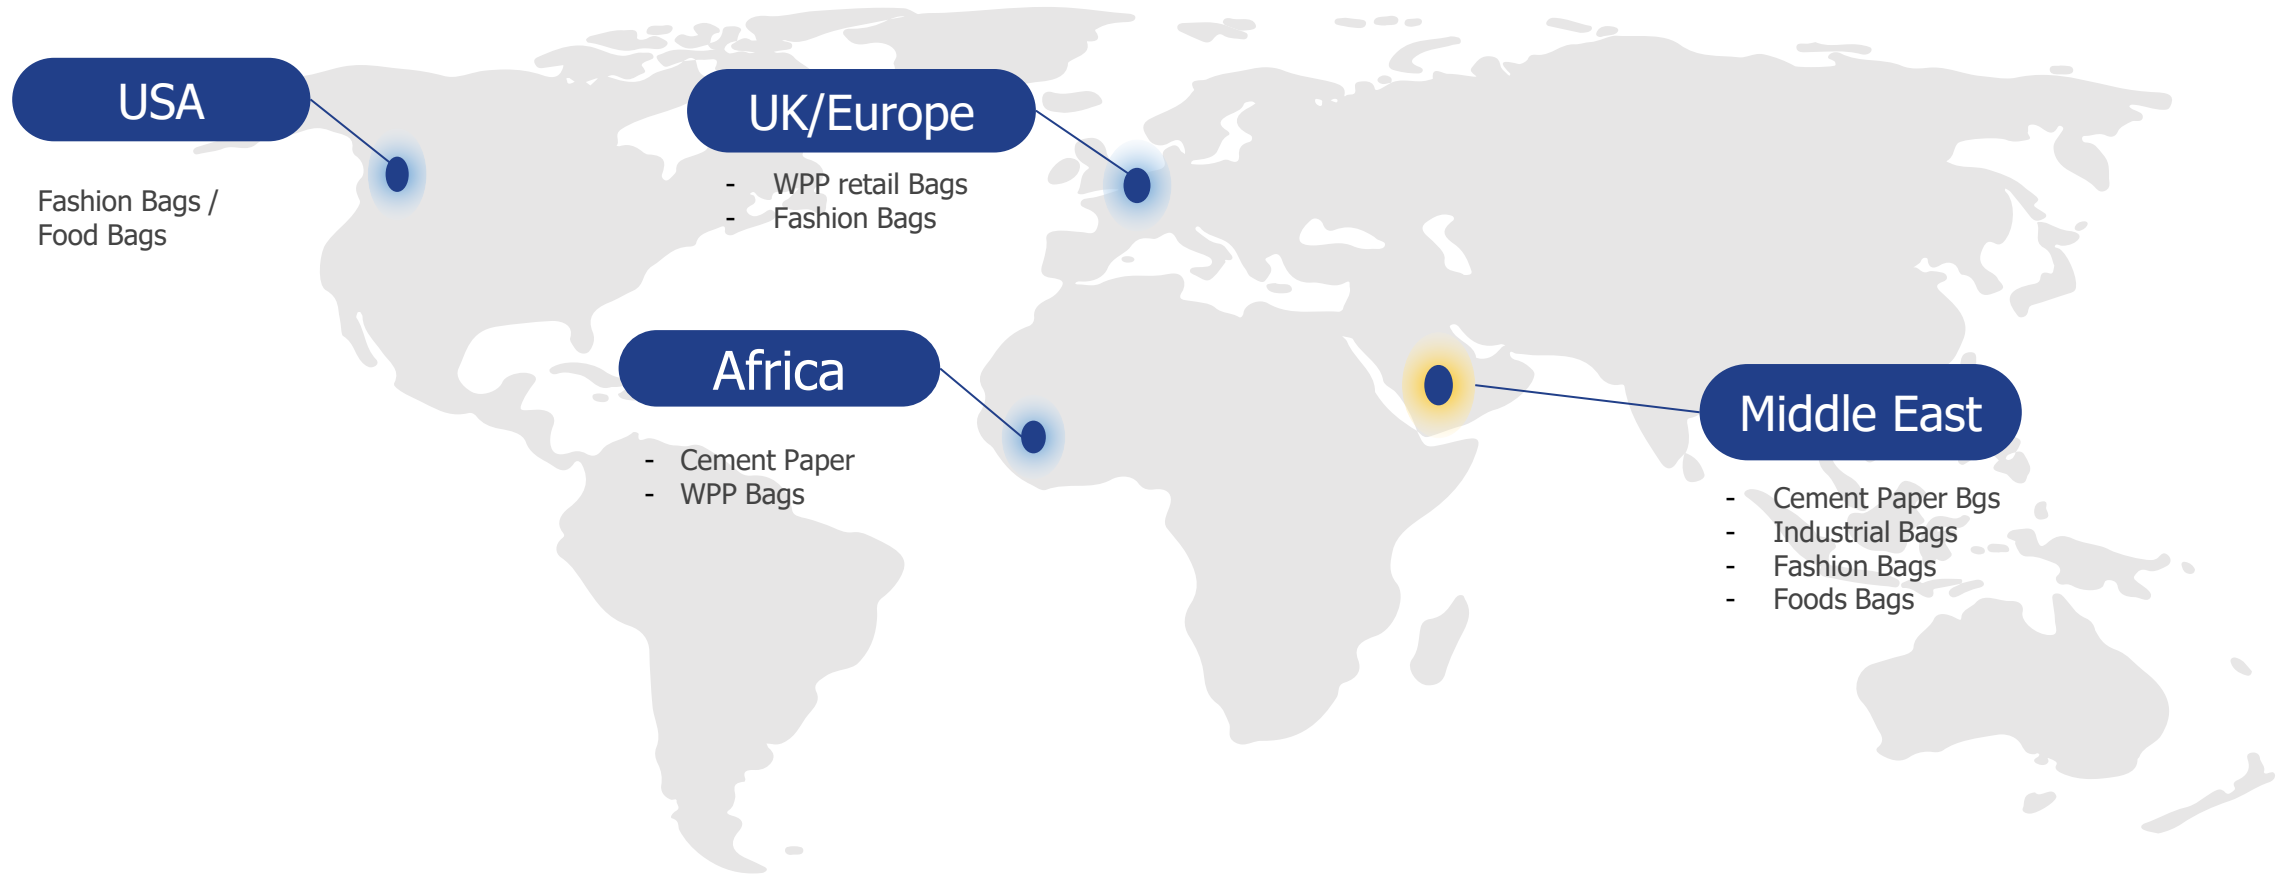 USA
Fashion Bags /
Food Bags
UK/Europe
- WPP retail Bags
- Fashion Bags
Africa
- Cement Paper
- WPP Bags
Middle East
- Cement Paper Bgs
- Industrial Bags
- Fashion Bags
- Foods Bags